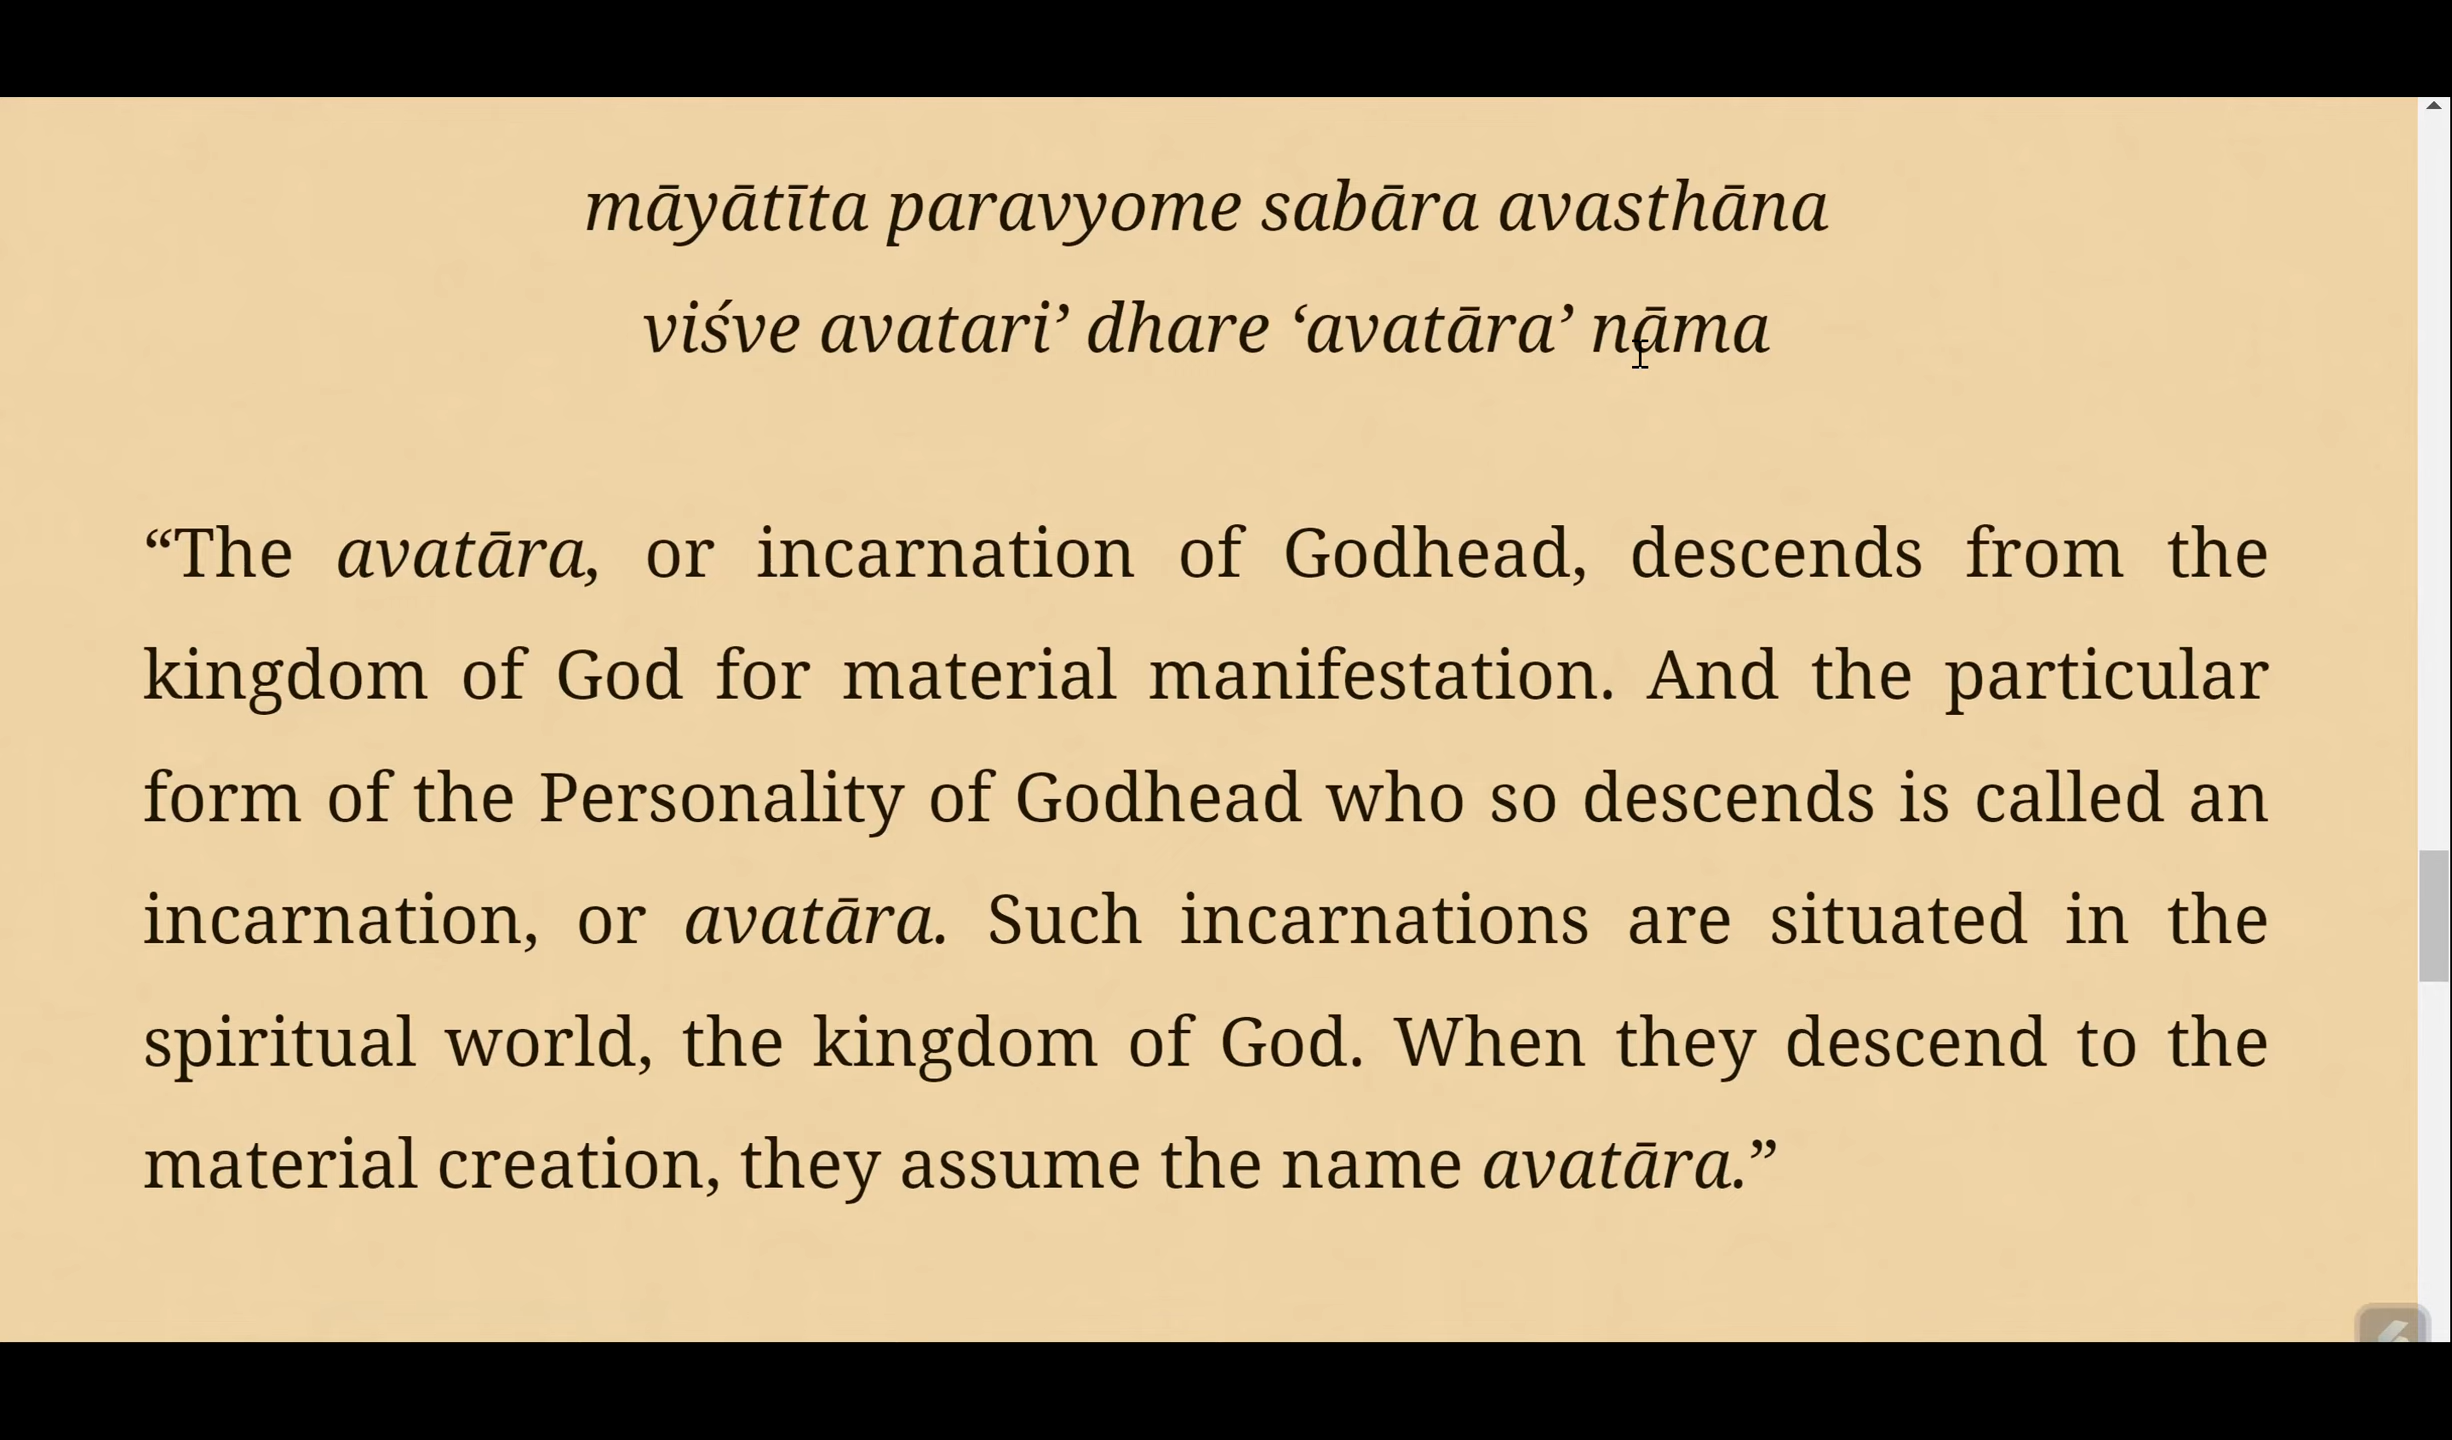 māyātīta paravyome sabāra avasthāna
viśve avatari’ dhare ‘avatāra’ nāma
“The avatāra, or incarnation of Godhead, descends from the
kingdom of God for material manifestation. And the particular
form of the Personality of Godhead who so descends is called an
incarnation, or avatāra. Such incarnations are situated in the
spiritual world, the kingdom of God. When they descend to the
material creation, they assume the name avatāra.”